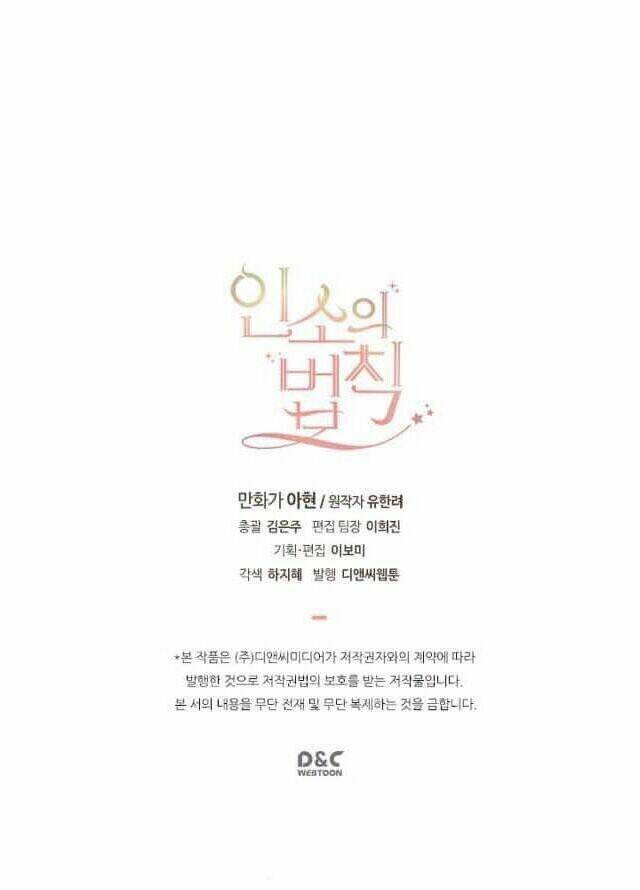 인소의
법칙
만화가 아현 / 원작자 유한려
총괄 김은주 편집 팀장 이희진
기획·편집 이보미
각색 하지혜 발행 디앤씨웹툰
*본 작품은 (주)디앤씨미디어가 저작권자와의 계약에 따라
발행한 것으로 저작권법의 보호를 받는 저작물입니다.
본 서의 내용을 무단 전재 및 무단 복제하는 것을 금합니다.
D&C
WEBTOON